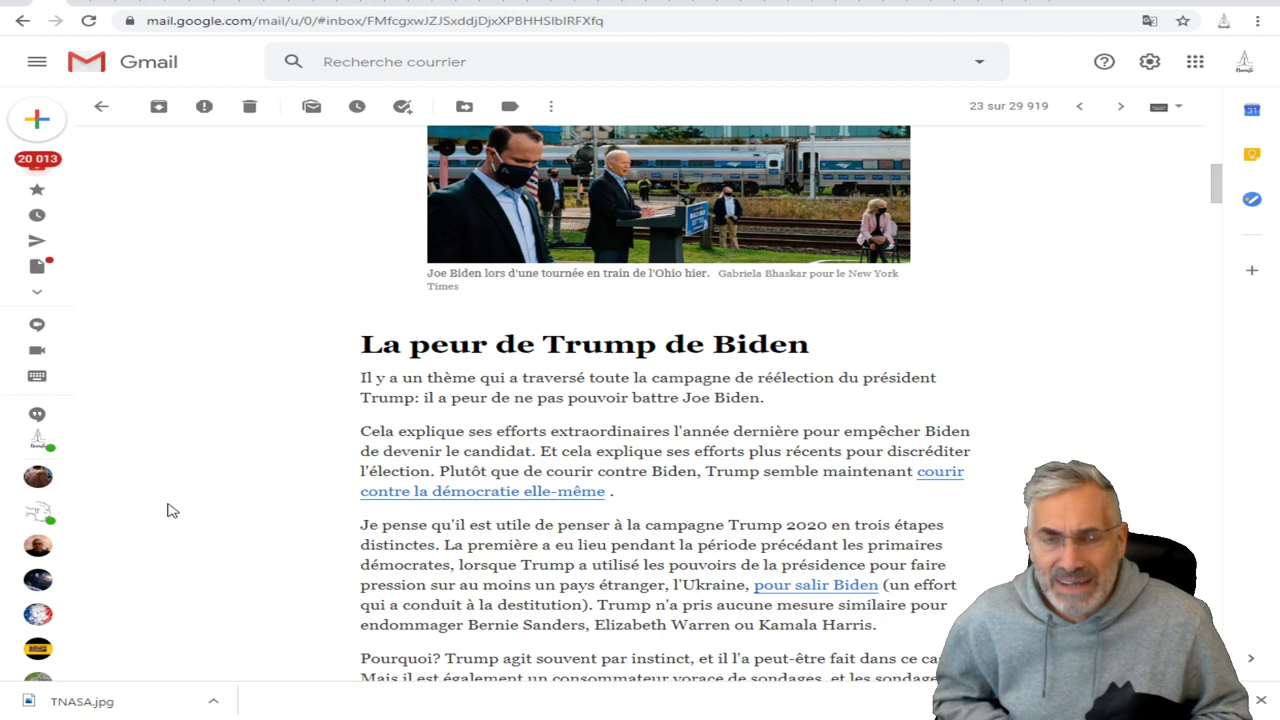 mail.google.com/mail/u/0/#inbox/FMfcgxwJZJSxddjDjxXPBHHSlblRFXfq
Gmail
Recherche courrier
23 sur 29 919
31
20 013
Joe Biden lors d'une tournée en train de l'Ohio hier. Gabriela Bhaskar pour le New York
Times
La peur de Trump de Biden
Il y a un thème qui a traversé toute la campagne de réélection du président
Trump: il a peur de ne pas pouvoir battre Joe Biden.
Cela explique ses efforts extraordinaires l'année dernière pour empêcher Biden
de devenir le candidat. Et cela explique ses efforts plus récents pour discréditer
l'élection. Plutôt que de courir contre Biden, Trump semble maintenant courir
contre la démocratie elle-même .
Je pense qu'il est utile de penser à la campagne Trump 2020 en trois étapes
distinctes. La première a eu lieu pendant la période précédant les primaires
démocrates, lorsque Trump a utilisé les pouvoirs de la présidence pour faire
pression sur au moins un pays étranger, l'Ukraine, pour salir Biden (un effort
qui a conduit à la destitution). Trump n'a pris aucune mesure similaire pour
endommager Bernie Sanders, Elizabeth Warren ou Kamala Harris.
Pourquoi? Trump agit souvent par instinct, et il l'a peut-être fait dans ce
Mais il est également un consommateur vorace de sondages, et les
TNASA.jpg